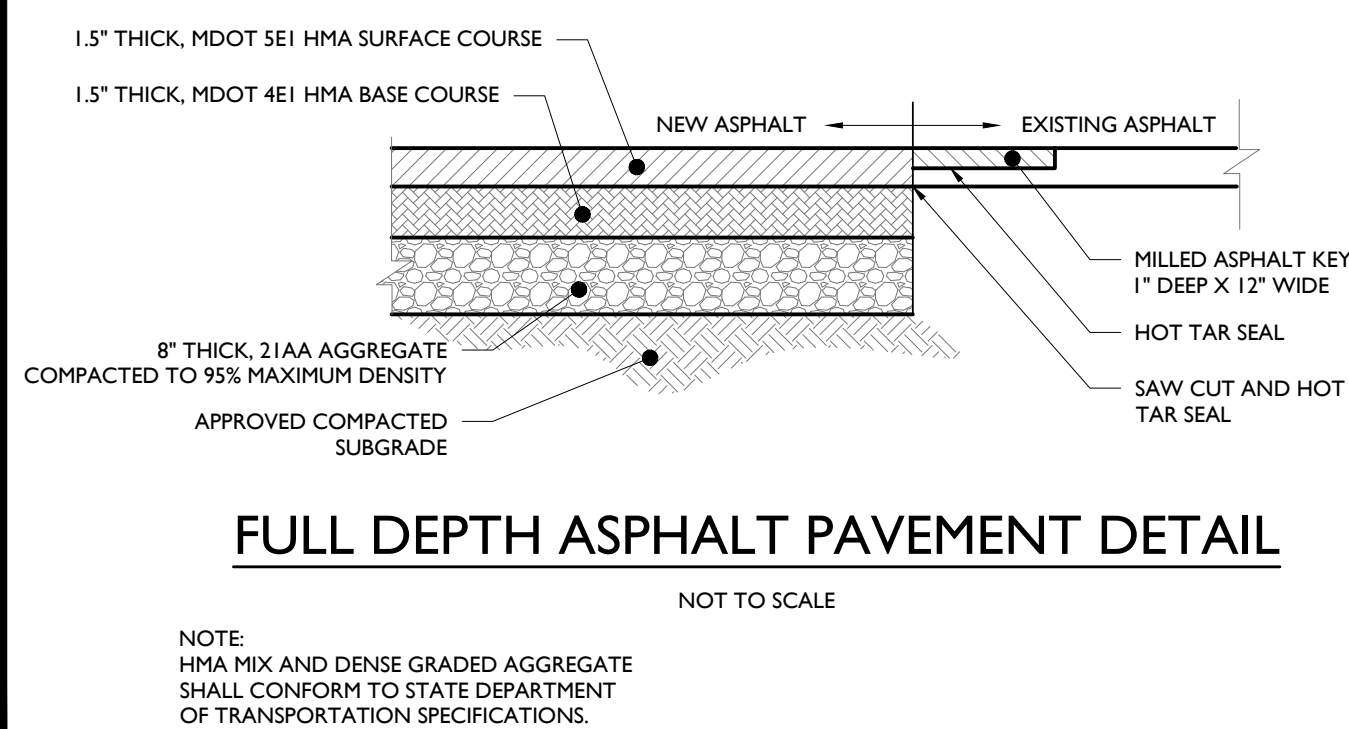 1.5" THICK, MDOT 5E1 HMA SURFACE COURSE
1.5" THICK, MDOT 4E1 HMA BASE COURSE
NEW ASPHALT
EXISTING ASPHALT
MILLED ASPHALT KEY
1" DEEP X 12" WIDE
HOT TAR SEAL
SAW CUT AND HOT
TAR SEAL
8" THICK, 21AA AGGREGATE
COMPACTED TO 95% MAXIMUM DENSITY
APPROVED COMPACTED
SUBGRADE
FULL DEPTH ASPHALT PAVEMENT DETAIL
NOT TO SCALE
NOTE:
HMA MIX AND DENSE GRADED AGGREGATE
SHALL CONFORM TO STATE DEPARTMENT
OF TRANSPORTATION SPECIFICATIONS.